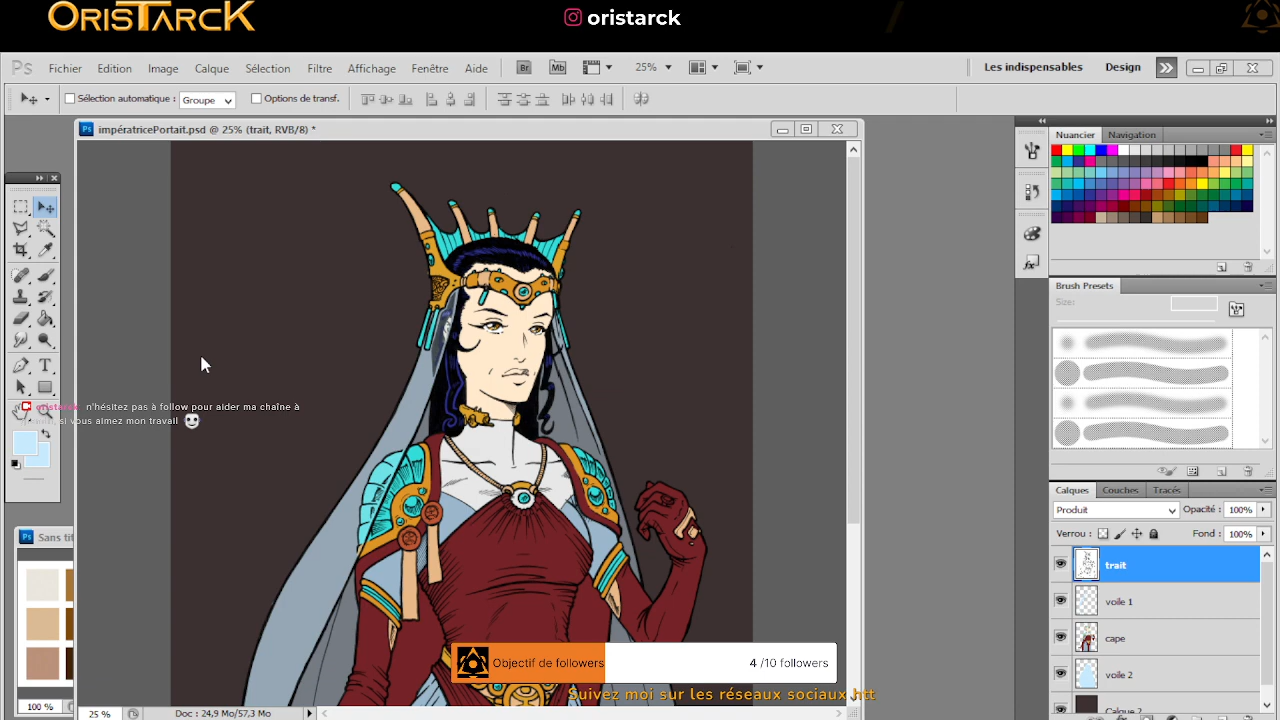 ORISTARCK
oristarck
Ps Fichier Edition Image Calque Sélection Filtre Affichage Fenêtre Aide Br Mb 25% Les indispensables Design
Sélection automatique : Groupe Options de transf.
impératricePortait.psd @ 25% (trait, RVB/8) *
Nuancier Navigation
Brush Presets
Size:
oristarck n'hésitez pas à follow pour aider ma chaîne à
si vous aimez mon travail
Calques Couches Tracés
Produit Opacité : 100%
Verrou : Fond : 100%
trait
voile 1
cape
voile 2
Calque 2
Ps Sans tit
100 %
Objectif de followers 4 /10 followers
Suivez moi sur les réseaux sociaux htt
25 % Doc : 24,9 Mo/57,3 Mo